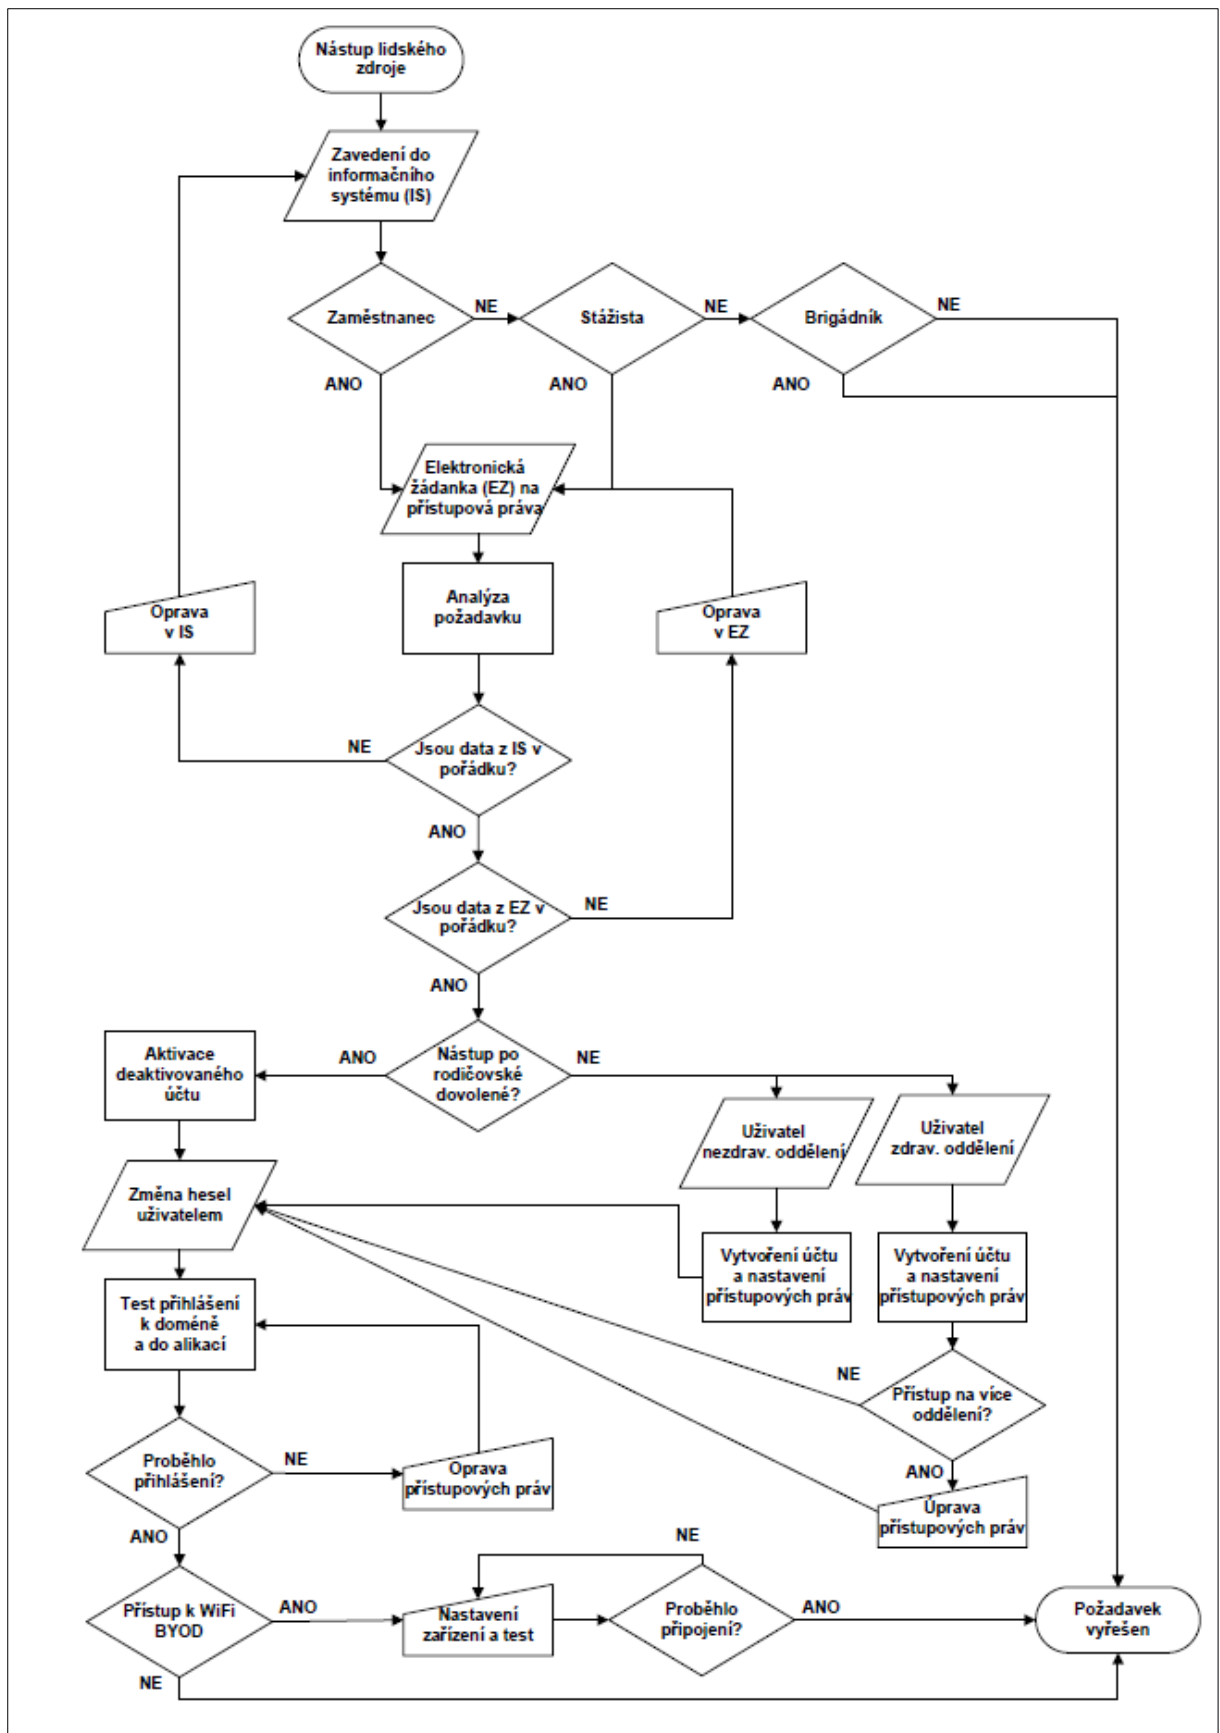 Nástup lidského
zdroje
Zavedení do
informačního
systému (IS)
Zaměstnanec
NE
Stážista
NE
Brigádník
NE
ANO
ANO
ANO
Elektronická
žádanka (EZ) na
přístupová práva
Analýza
požadavku
Oprava
v IS
Oprava
v EZ
NE
Jsou data z IS v
pořádku?
ANO
Jsou data z EZ v
pořádku?
NE
ANO
Aktivace
deaktivovaného
účtu
ANO
Nástup po
rodičovské
dovolené?
NE
Uživatel
nezdrav. oddělení
Uživatel
zdrav. oddělení
Změna hesel
uživatelem
Vytvoření účtu
a nastavení
přístupových práv
Vytvoření účtu
a nastavení
přístupových práv
Test přihlášení
k doméně
a do alikací
NE
Přístup na více
oddělení?
ANO
Proběhlo
přihlášení?
NE
Oprava
přístupových práv
Úprava
přístupových práv
ANO
Přístup k WiFi
BYOD
ANO
Nastavení
zařízení a test
NE
Proběhlo
připojení?
ANO
Požadavek
vyřešen
NE